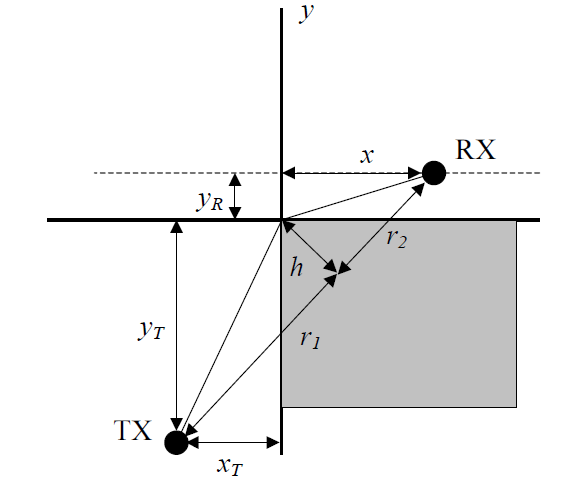 y
x
RX
y_R
r_2
h
y_T
r_1
TX
x_T